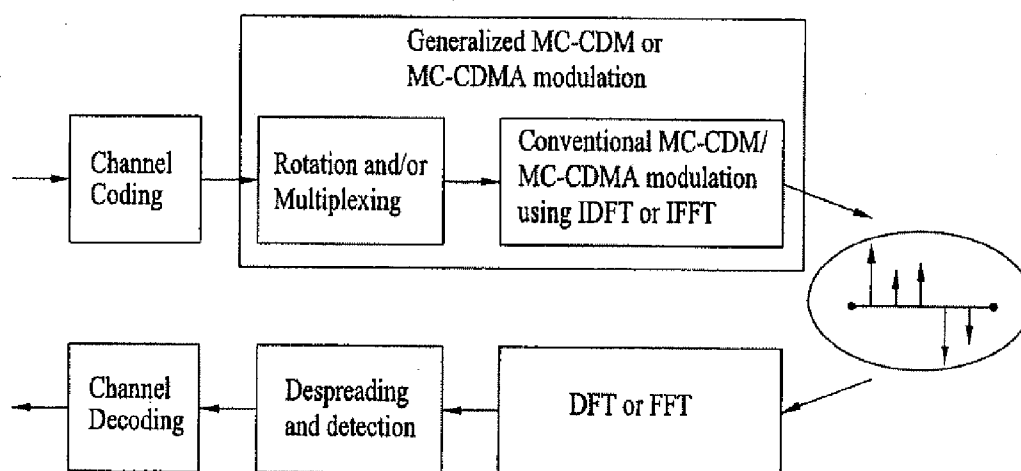 Generalized MC-CDM or
MC-CDMA modulation
Channel
Coding
Rotation and/or
Multiplexing
Conventional MC-CDM/
MC-CDMA modulation
using IDFT or IFFT
Channel
Decoding
Despreading
and detection
DFT or FFT